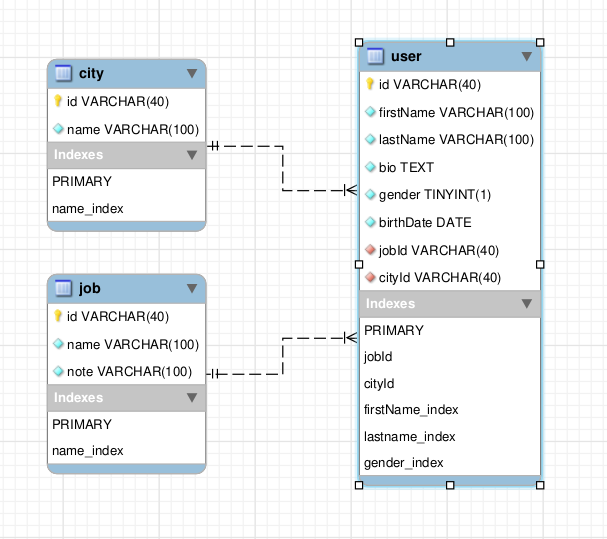 city
id VARCHAR(40)
name VARCHAR(100)
Indexes
PRIMARY
name_index
job
id VARCHAR(40)
name VARCHAR(100)
note VARCHAR(100)
Indexes
PRIMARY
name_index
user
id VARCHAR(40)
firstName VARCHAR(100)
lastName VARCHAR(100)
bio TEXT
gender TINYINT(1)
birthDate DATE
jobId VARCHAR(40)
cityId VARCHAR(40)
Indexes
PRIMARY
jobId
cityId
firstName_index
lastname_index
gender_index